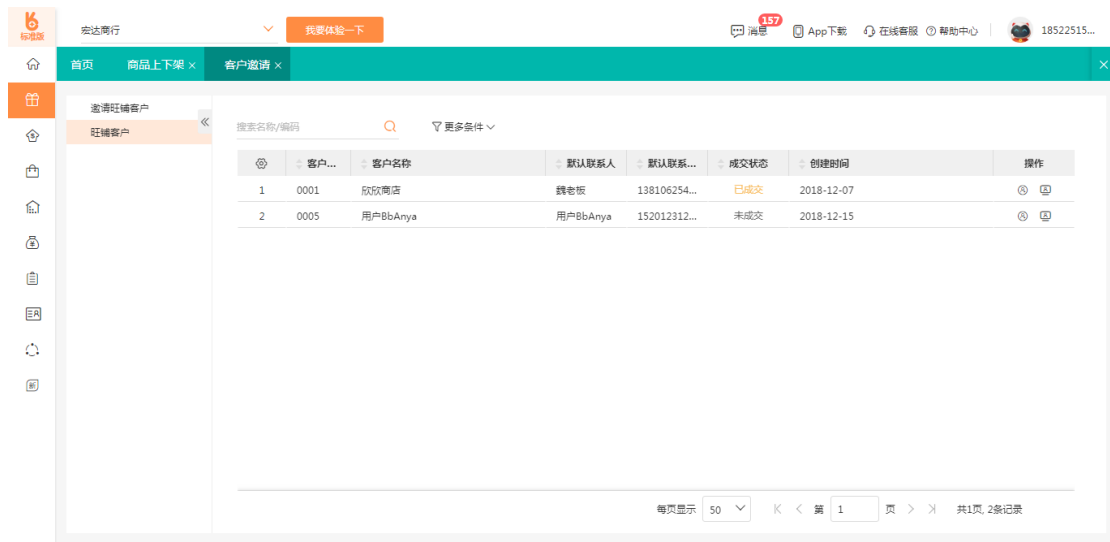 标准版
宏达商行
我要体验一下
157
消息
App下载
在线客服
帮助中心
18522515...
首页
商品上下架
客户邀请
邀请旺铺客户
旺铺客户
搜索名称/编码
更多条件
客户... 客户名称 默认联系人 默认联系... 成交状态 创建时间 操作
1 0001 欣欣商店 魏老板 138106254... 已成交 2018-12-07
2 0005 用户BbAnya 用户BbAnya 152012312... 未成交 2018-12-15
每页显示 50 第 1 页 共1页, 2条记录